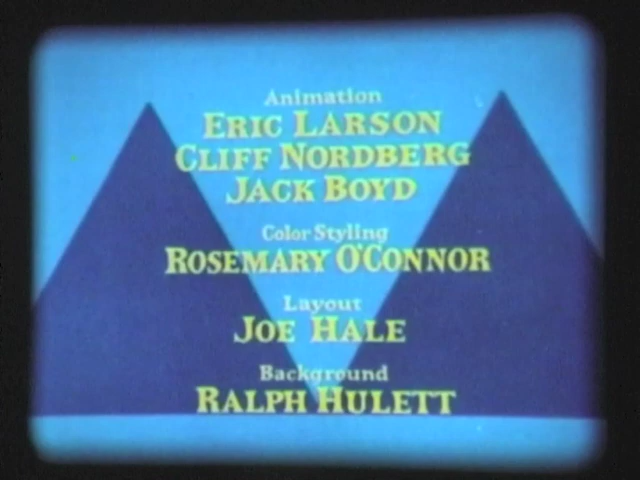 Animation
ERIC LARSON
CLIFF NORDBERG
JACK BOYD
Color Styling
ROSEMARY O'CONNOR
Layout
JOE HALE
Background
RALPH HULETT